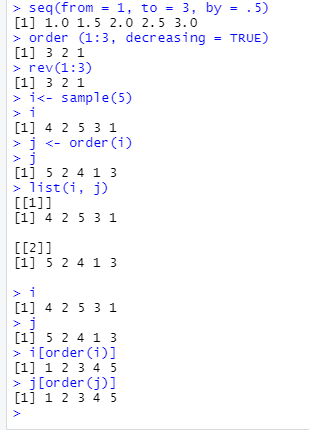 > seq(from = 1, to = 3, by = .5)
[1] 1.0 1.5 2.0 2.5 3.0
> order (1:3, decreasing = TRUE)
[1] 3 2 1
> rev(1:3)
[1] 3 2 1
> i<- sample(5)
> i
[1] 4 2 5 3 1
> j <- order(i)
> j
[1] 5 2 4 1 3
> list(i, j)
[[1]]
[1] 4 2 5 3 1

[[2]]
[1] 5 2 4 1 3

> i
[1] 4 2 5 3 1
> j
[1] 5 2 4 1 3
> i[order(i)]
[1] 1 2 3 4 5
> j[order(j)]
[1] 1 2 3 4 5
>